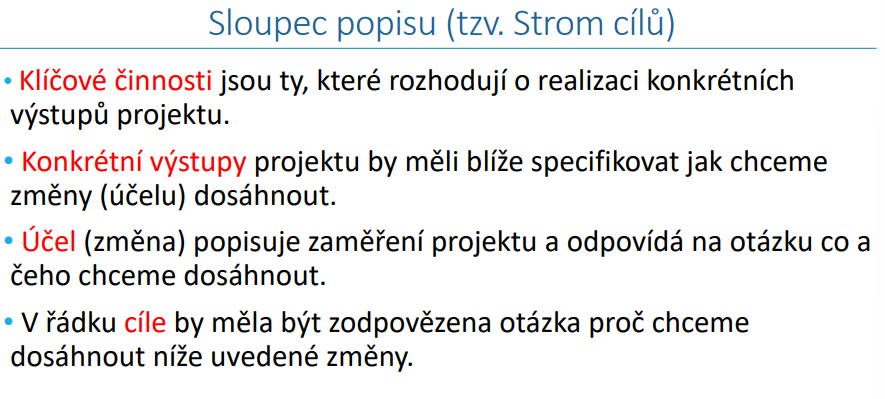 Sloupec popisu (tzv. Strom cílů)
• Klíčové činnosti jsou ty, které rozhodují o realizaci konkrétních
výstupů projektu.
• Konkrétní výstupy projektu by měli blíže specifikovat jak chceme
změny (účelu) dosáhnout.
• Účel (změna) popisuje zaměření projektu a odpovídá na otázku co a
čeho chceme dosáhnout.
• V řádku cíle by měla být zodpovězena otázka proč chceme
dosáhnout níže uvedené změny.